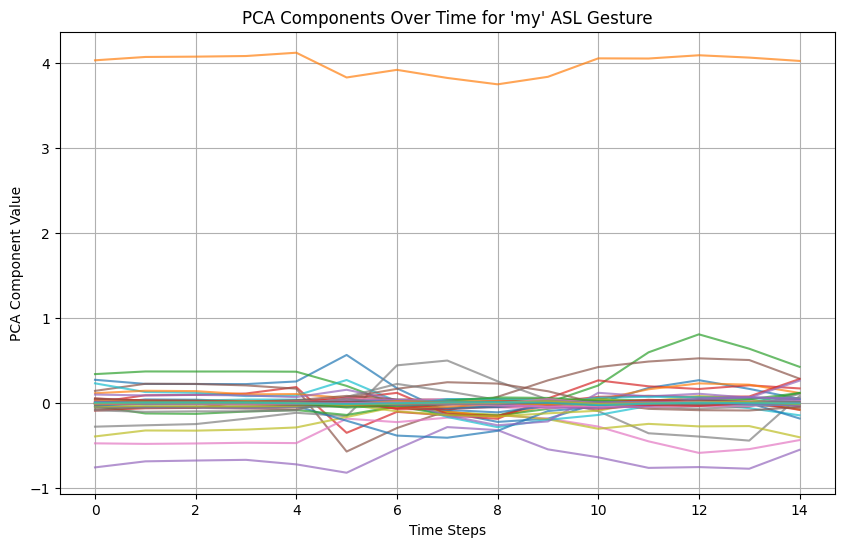 PCA Components Over Time for 'my' ASL Gesture
4
3
2
1
0
−1
PCA Component Value
0 2 4 6 8 10 12 14
Time Steps